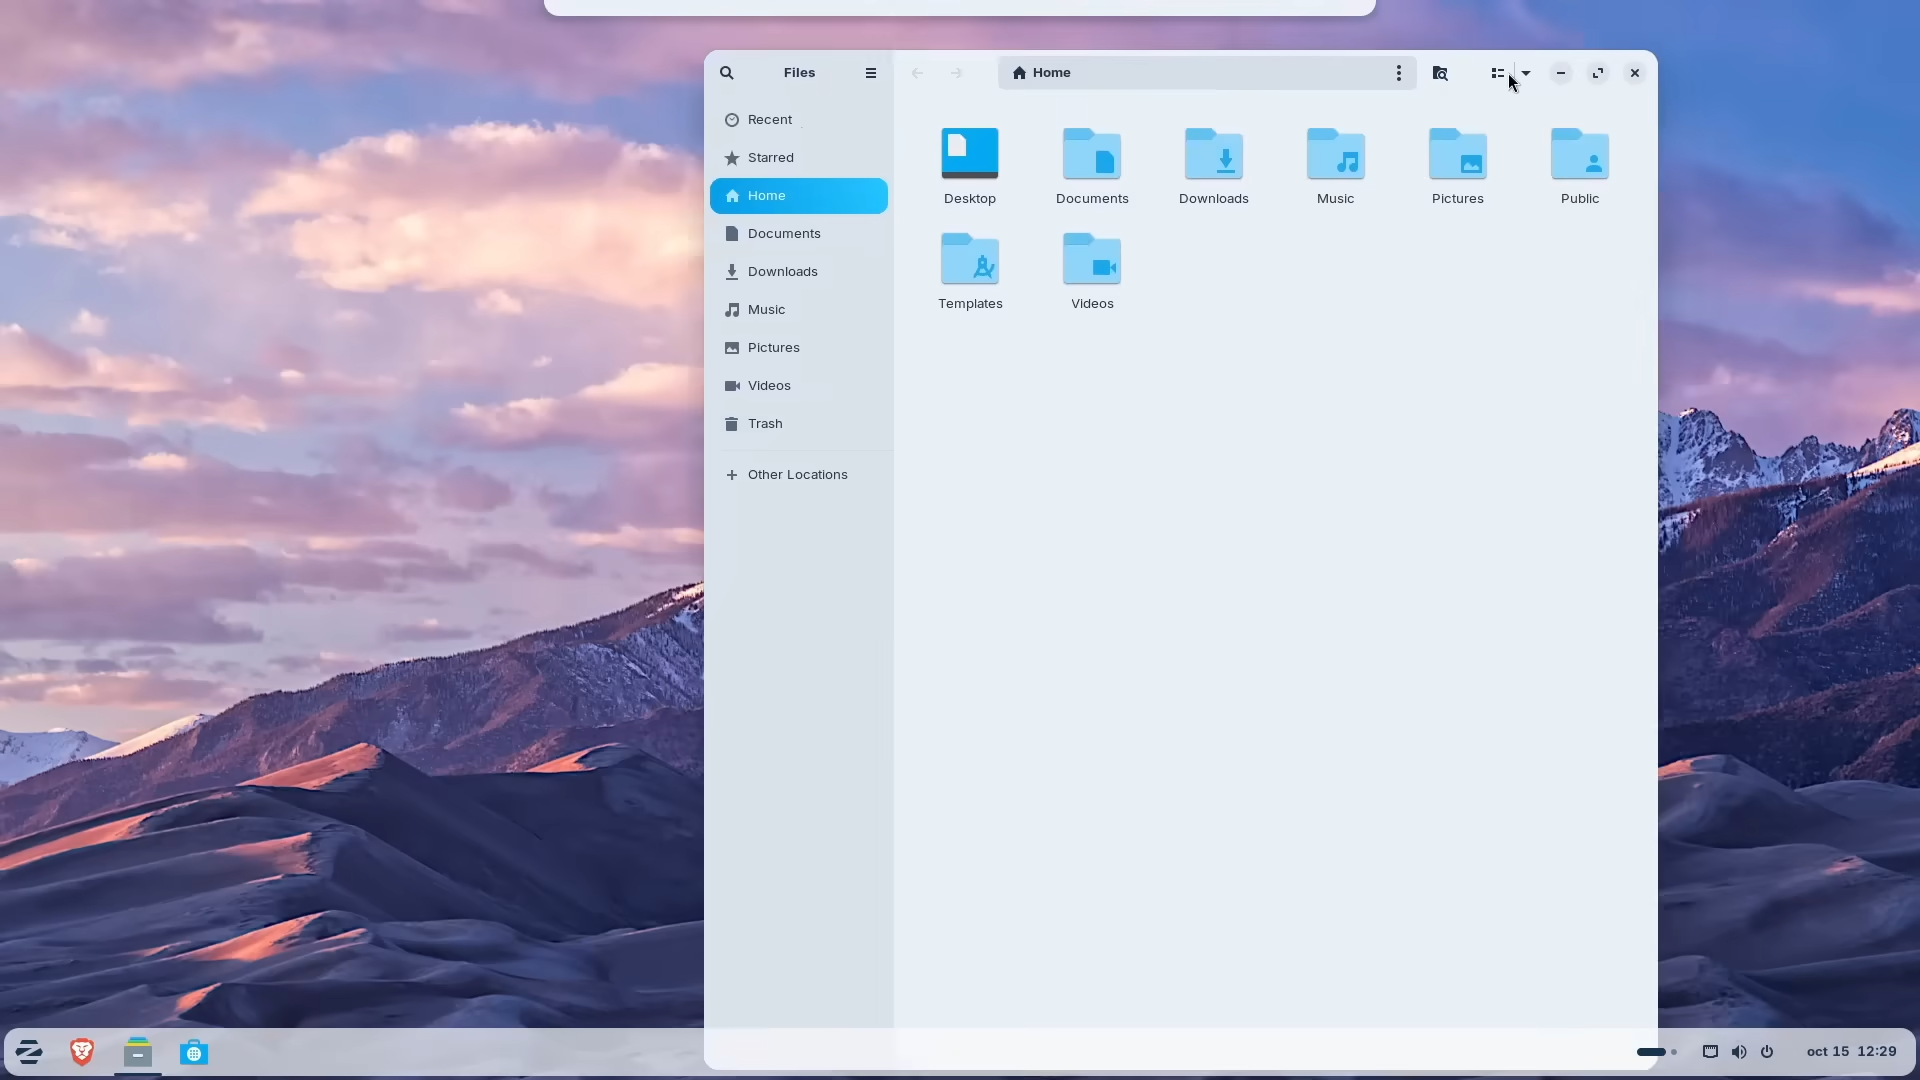 Files
Home
Recent
Starred
Home
Documents
Downloads
Music
Pictures
Videos
Trash
Other Locations
Desktop
Documents
Downloads
Music
Pictures
Public
Templates
Videos
oct 15 12:29